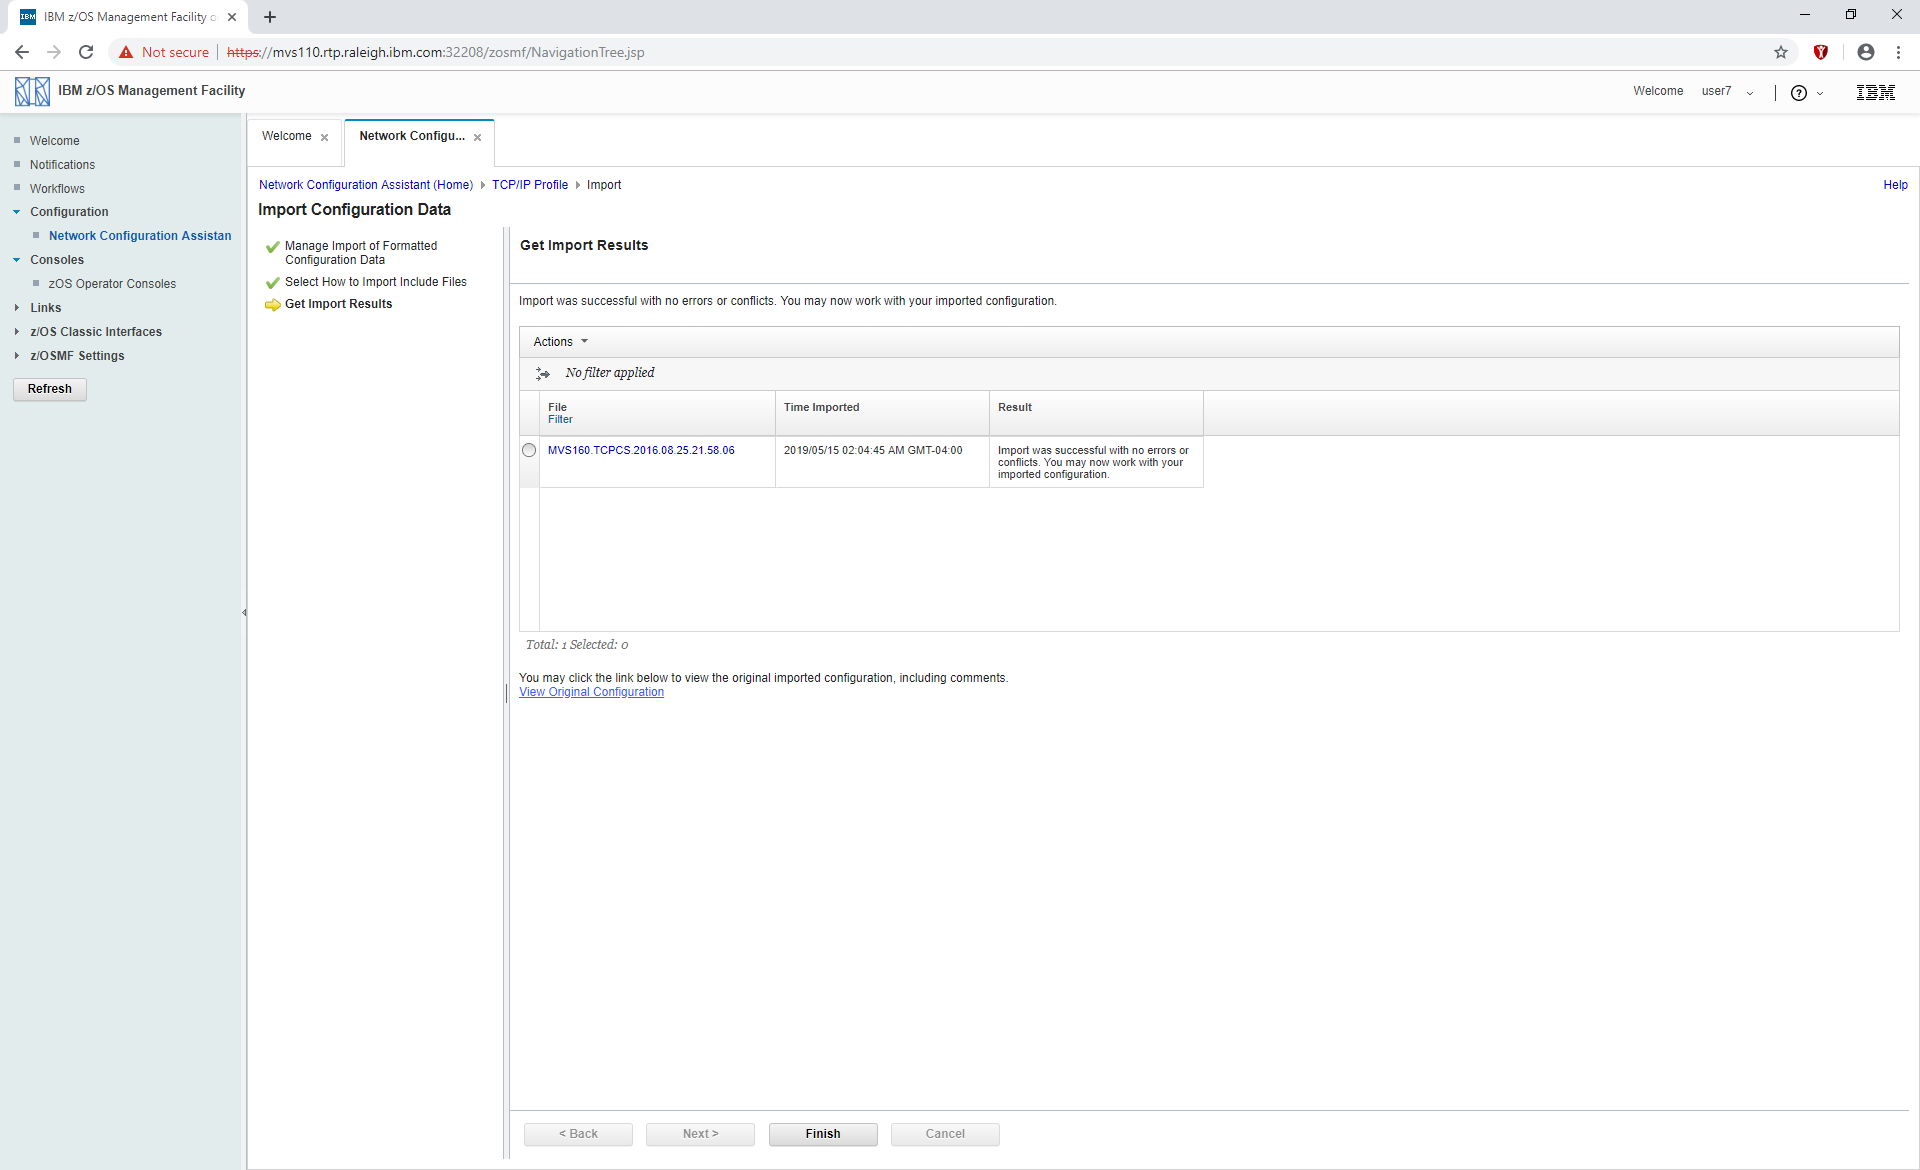 IBM z/OS Management Facility o
Not secure
https://mvs110.rtp.raleigh.ibm.com:32208/zosmf/NavigationTree.jsp
IBM z/OS Management Facility
Welcome user7
IBM
Welcome
Notifications
Workflows
Configuration
Network Configuration Assistan
Consoles
zOS Operator Consoles
Links
z/OS Classic Interfaces
z/OSMF Settings
Refresh
Welcome
Network Configu...
Network Configuration Assistant (Home) TCP/IP Profile Import
Help
Import Configuration Data
Manage Import of Formatted
Configuration Data
Select How to Import Include Files
Get Import Results
Get Import Results
Import was successful with no errors or conflicts. You may now work with your imported configuration.
Actions
No filter applied
File
Filter
Time Imported
Result
MVS160.TCPCS.2016.08.25.21.58.06
2019/05/15 02:04:45 AM GMT-04:00
Import was successful with no errors or
conflicts. You may now work with your
imported configuration.
Total: 1 Selected: 0
You may click the link below to view the original imported configuration, including comments.
View Original Configuration
< Back
Next >
Finish
Cancel